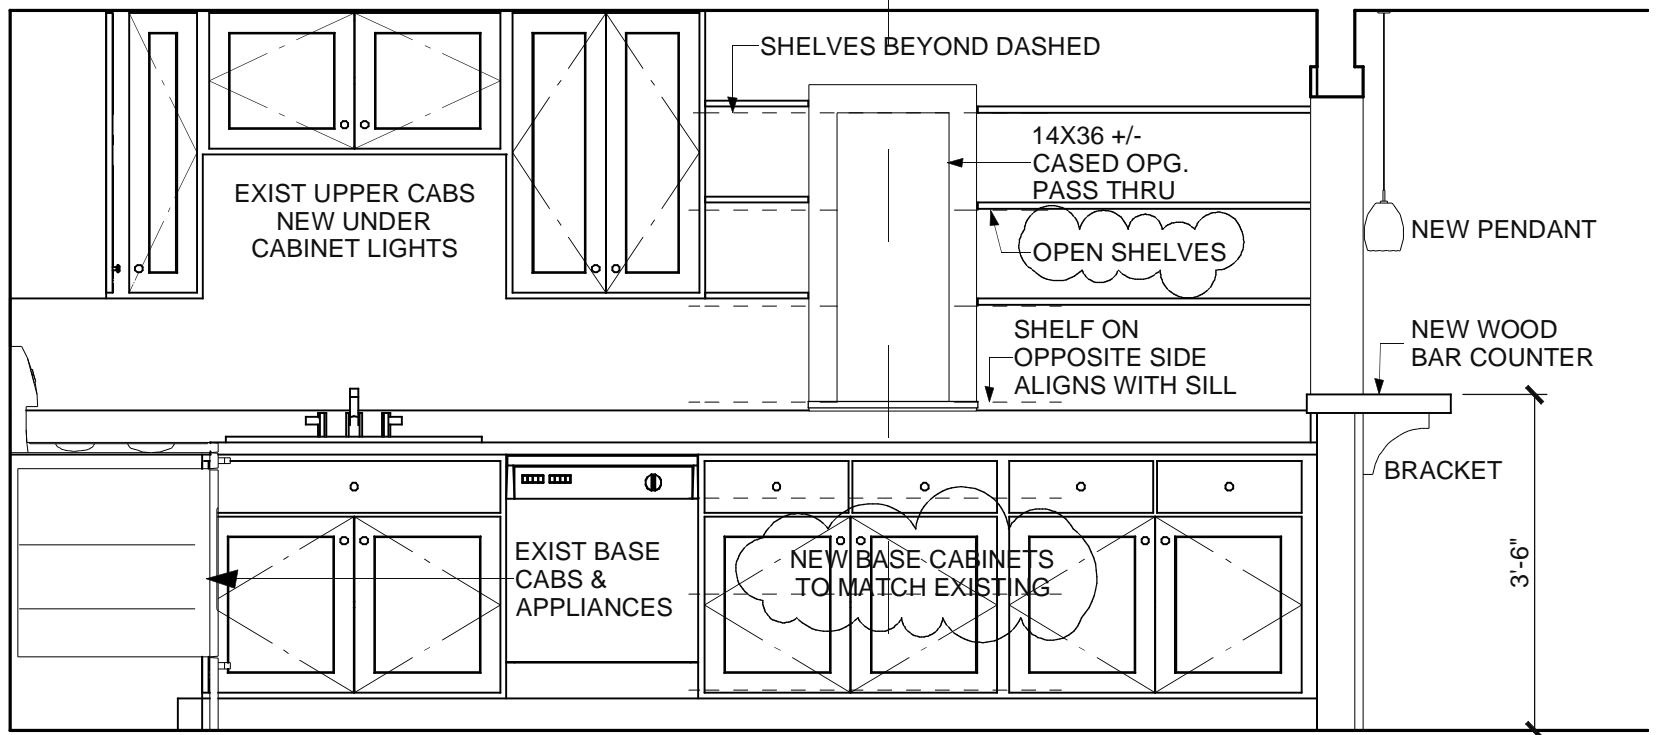 SHELVES BEYOND DASHED
14X36 +/-
CASED OPG.
PASS THRU
EXIST UPPER CABS
NEW UNDER
CABINET LIGHTS
OPEN SHELVES
NEW PENDANT
SHELF ON
OPPOSITE SIDE
ALIGNS WITH SILL
NEW WOOD
BAR COUNTER
BRACKET
EXIST BASE
CABS &
APPLIANCES
NEW BASE CABINETS
TO MATCH EXISTING
3'-6"